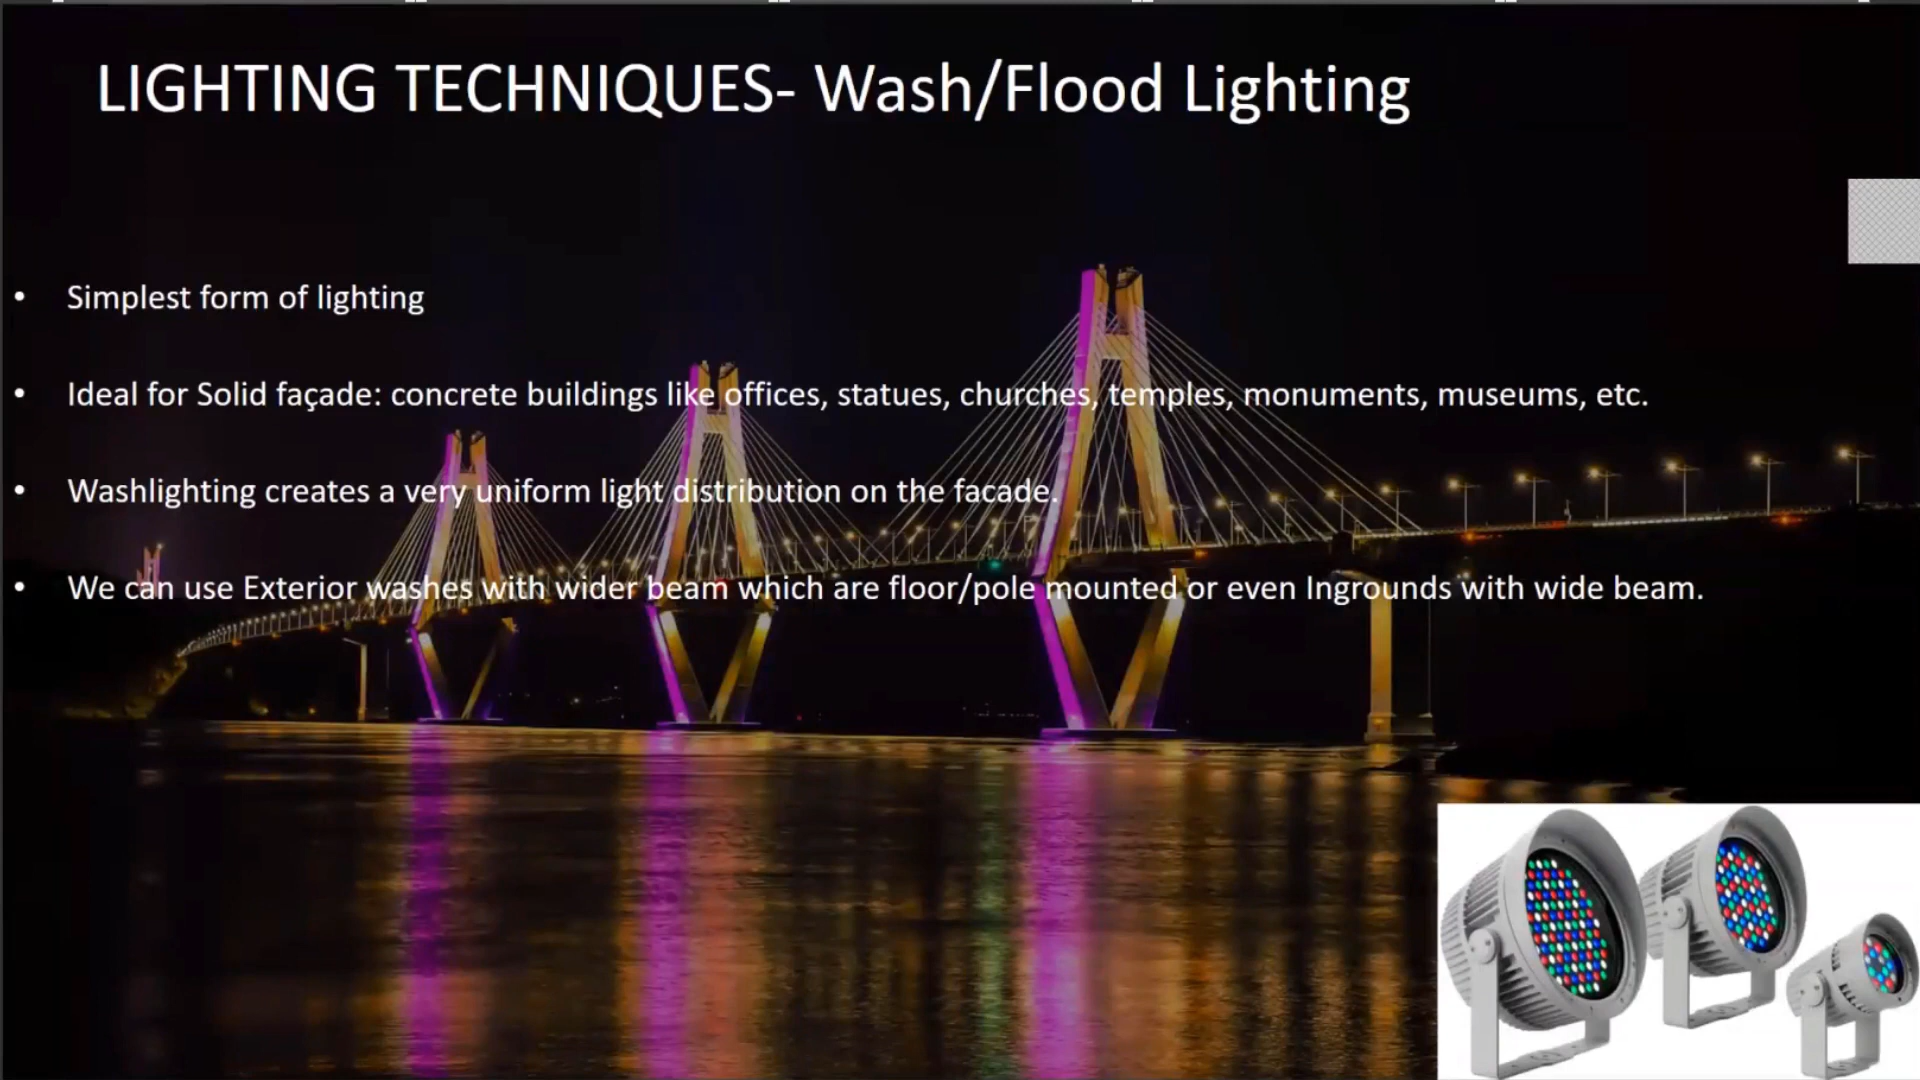 LIGHTING TECHNIQUES- Wash/Flood Lighting
• Simplest form of lighting
• Ideal for Solid façade: concrete buildings like offices, statues, churches, temples, monuments, museums, etc.
• Washlighting creates a very uniform light distribution on the facade.
• We can use Exterior washes with wider beam which are floor/pole mounted or even Ingrounds with wide beam.